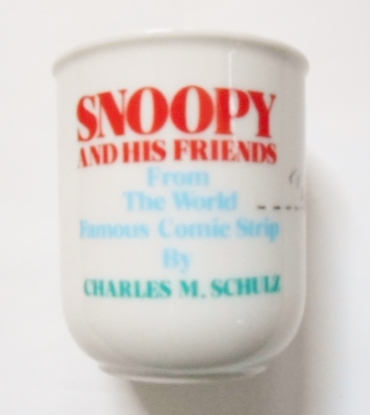 SNOOPY
AND HIS FRIENDS
From
The World
Famous Comic Strip
By
CHARLES M. SCHULZ